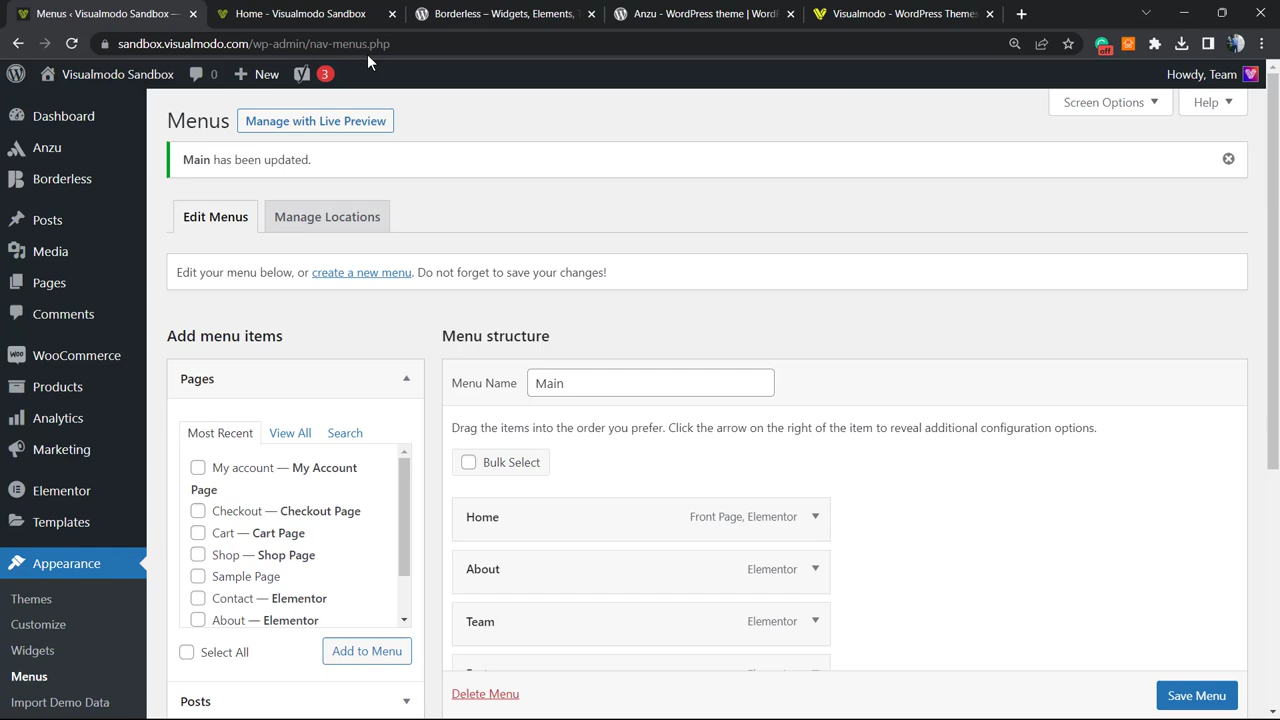 Menus ‹ Visualmodo Sandbox —
Home - Visualmodo Sandbox
Borderless – Widgets, Elements, T
Anzu - WordPress Theme | WordP
Visualmodo - WordPress Themes
sandbox.visualmodo.com/wp-admin/nav-menus.php
off
Visualmodo Sandbox
0
New
3
Howdy, Team
Dashboard
Anzu
Borderless
Posts
Media
Pages
Comments
WooCommerce
Products
Analytics
Marketing
Elementor
Templates
Appearance
Themes
Customize
Widgets
Menus
Import Demo Data
Screen Options
Help
Menus
Manage with Live Preview
Main has been updated.
Edit Menus
Manage Locations
Edit your menu below, or create a new menu. Do not forget to save your changes!
Add menu items
Pages
Most Recent
View All
Search
My account — My Account
Page
Checkout — Checkout Page
Cart — Cart Page
Shop — Shop Page
Sample Page
Contact — Elementor
About — Elementor
Select All
Add to Menu
Posts
Menu structure
Menu Name
Main
Drag the items into the order you prefer. Click the arrow on the right of the item to reveal additional configuration options.
Bulk Select
Home
Front Page, Elementor
About
Elementor
Team
Elementor
Delete Menu
Save Menu